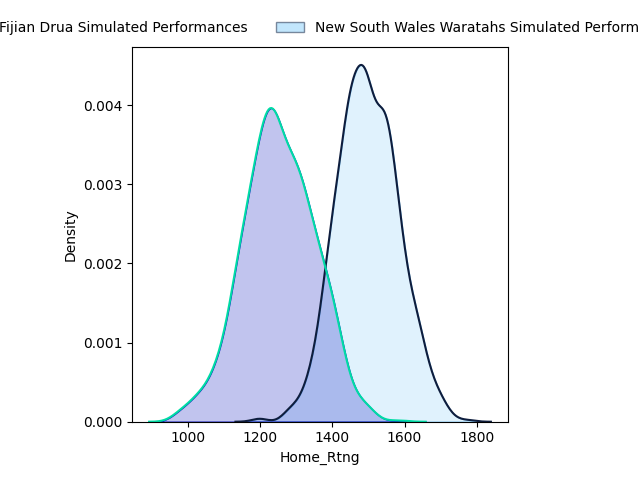 Fijian Drua Simulated Performances
New South Wales Waratahs Simulated Perform
0.004
0.003
0.002
0.001
0.000
Density
1000 1200 1400 1600 1800
Home_Rtng